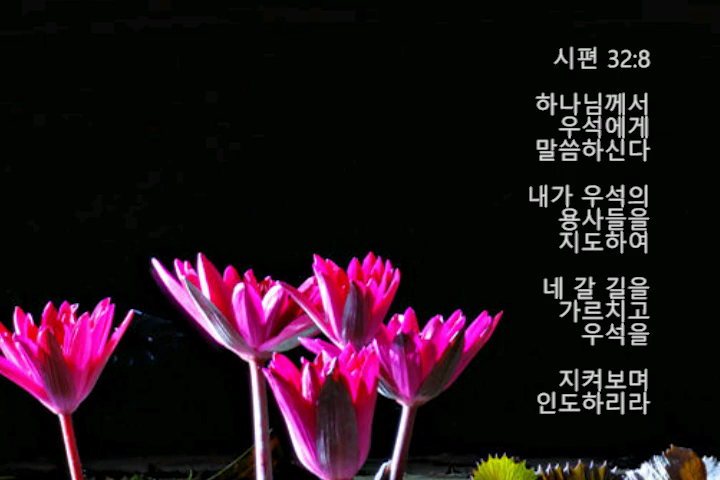 시편 32:8
하나님께서
우석에게
말씀하신다
내가 우석의
용사들을
지도하여
네 갈 길을
가르치고
우석을
지켜보며
인도하리라